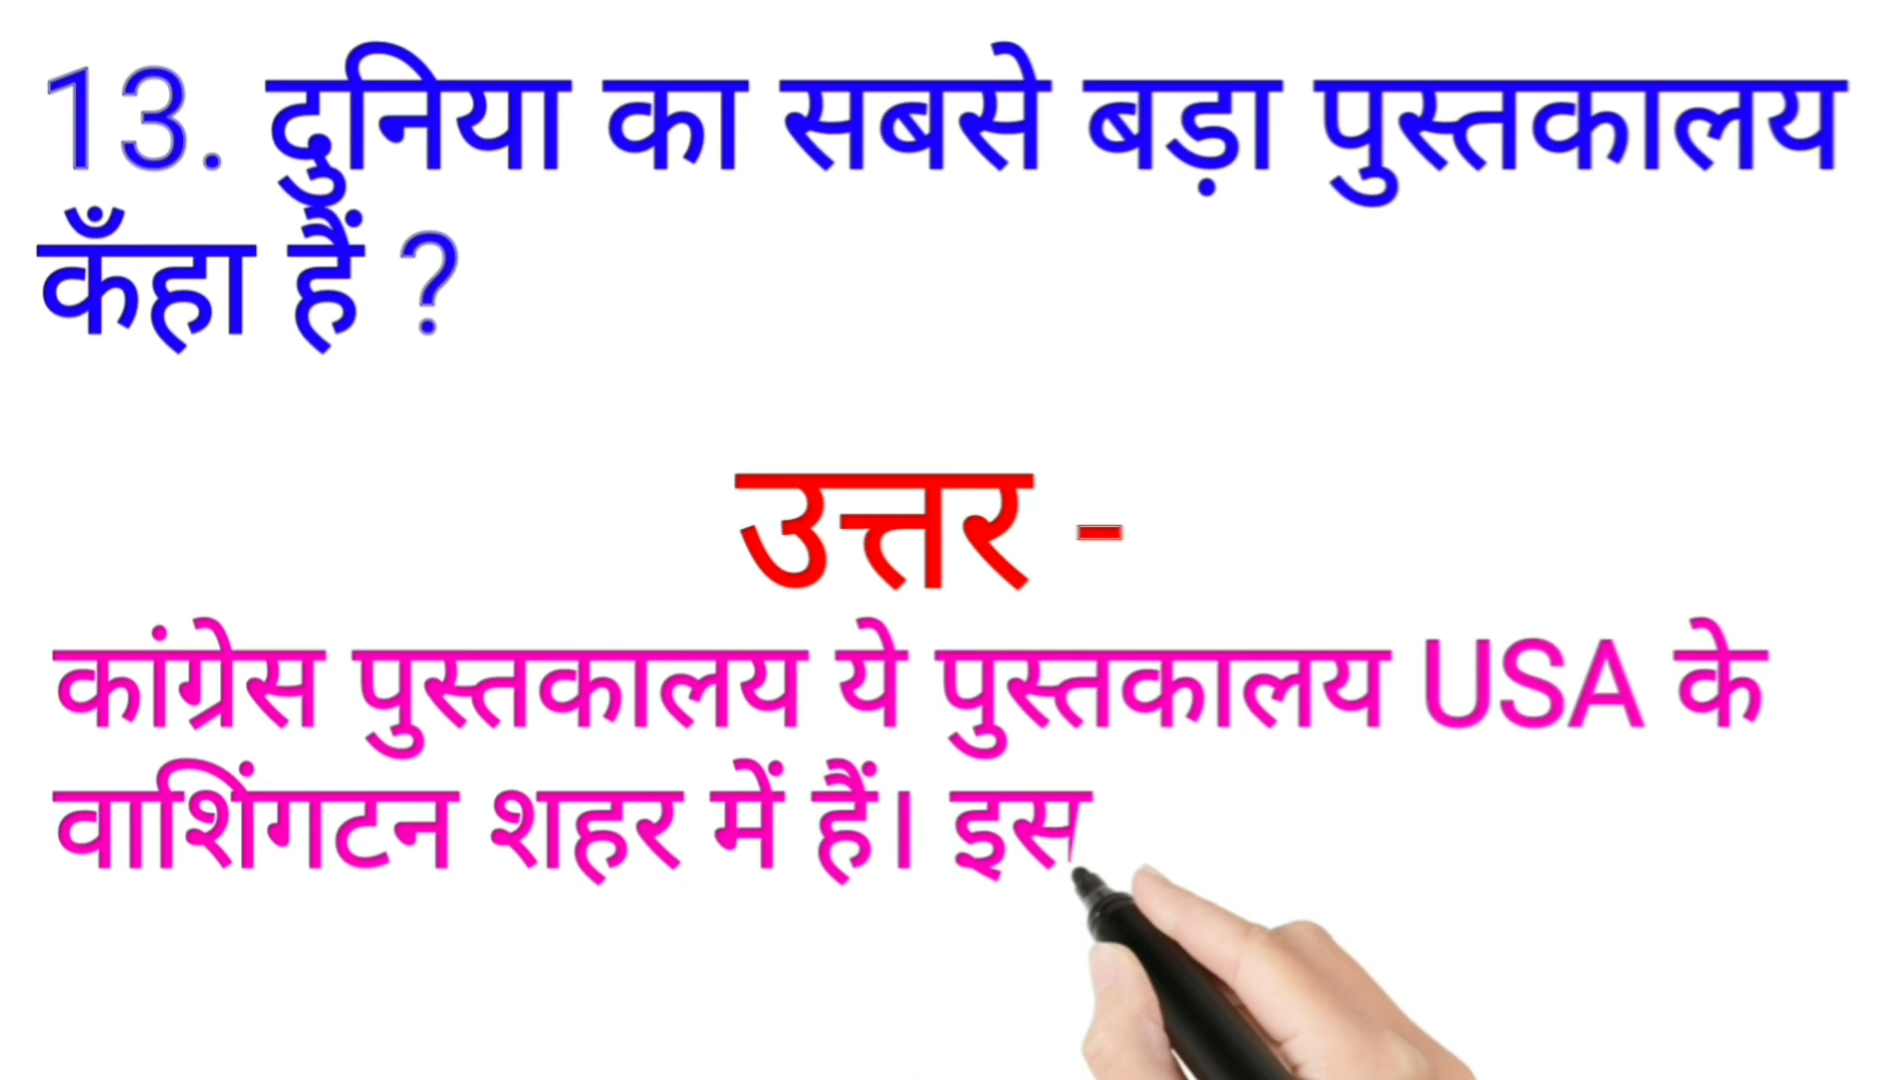 13. दुनिया का सबसे बड़ा पुस्तकालय
कँहा हैं ?
उत्तर -
कांग्रेस पुस्तकालय ये पुस्तकालय USA के
वाशिंगटन शहर में हैं। इस